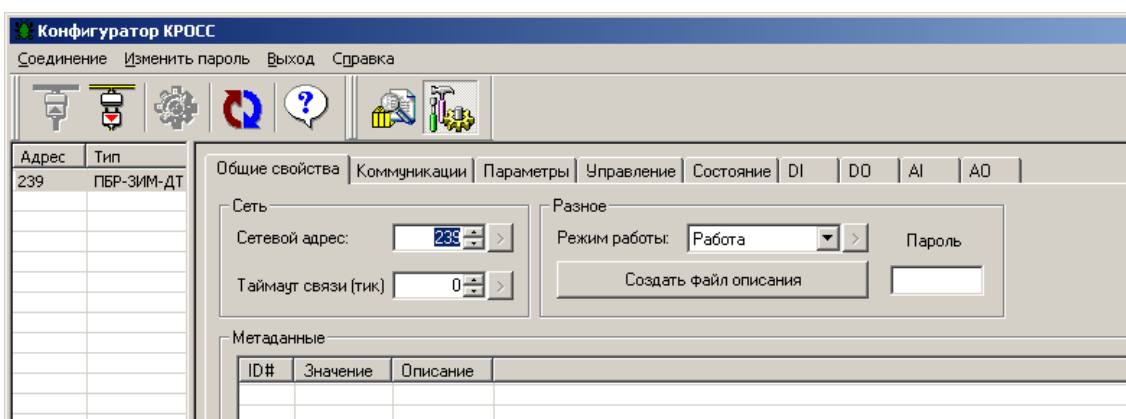 Конфигуратор КРОСС
Соединение Изменить пароль Выход Справка
?
Адрес Тип
239 ПБР-ЗИМ-ДТ
Общие свойства Коммуникации Параметры Управление Состояние DI DO AI AO
Сеть Разное
Сетевой адрес: 239 > Режим работы: Работа > Пароль
Таймаут связи (тик) 0 > Создать файл описания
Метаданные
ID# Значение Описание